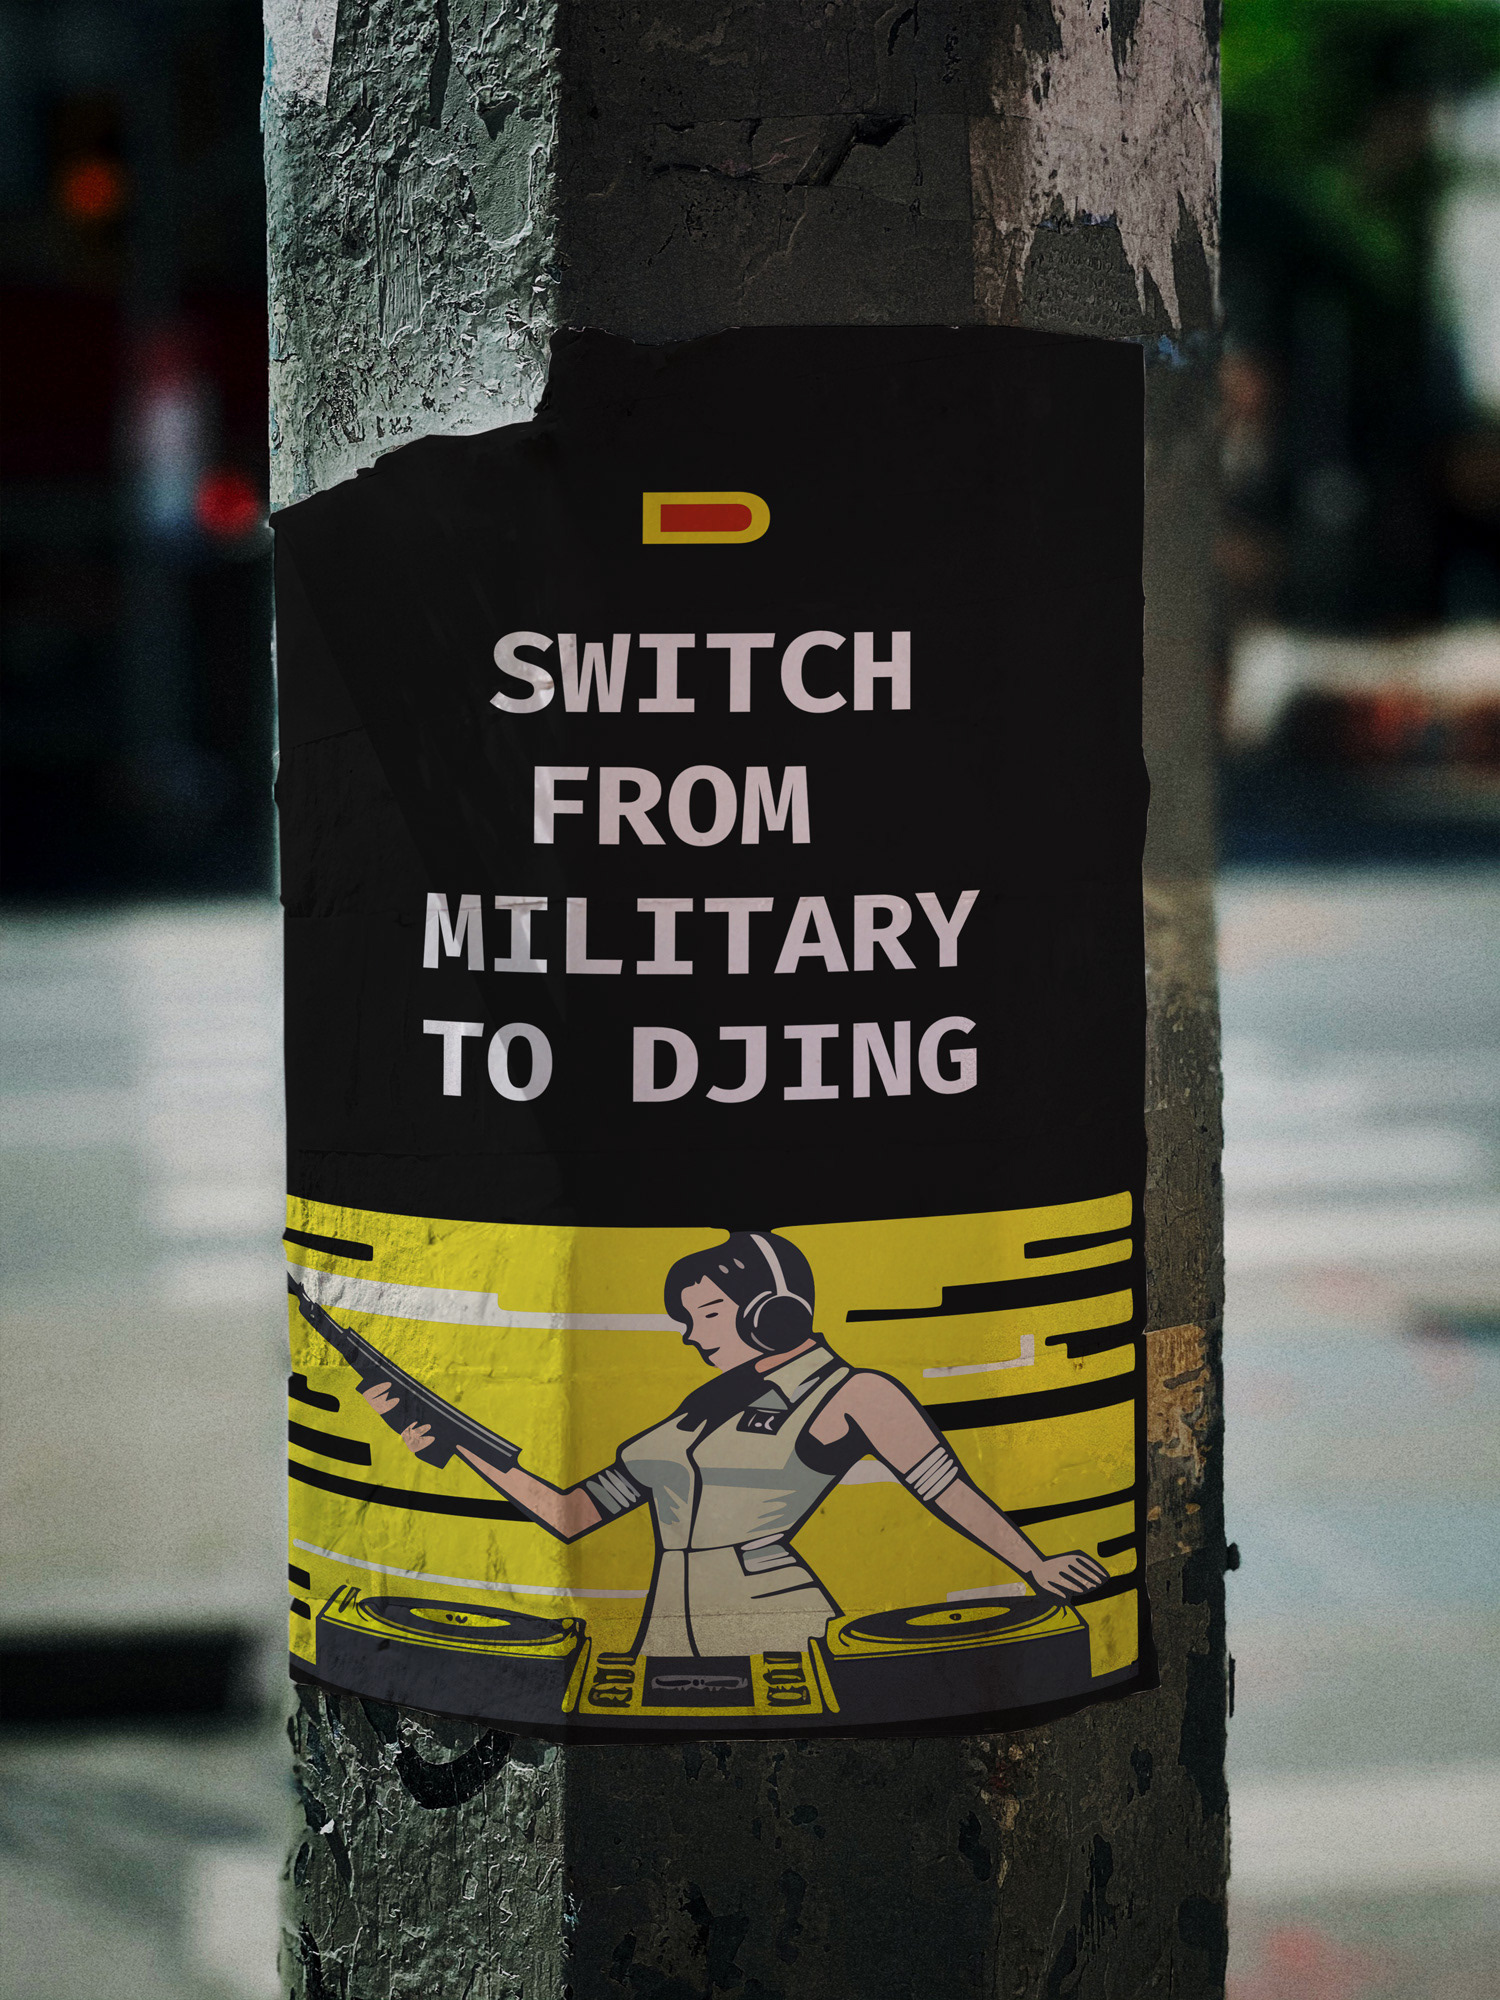 D
SWITCH
FROM
MILITARY
TO DJING